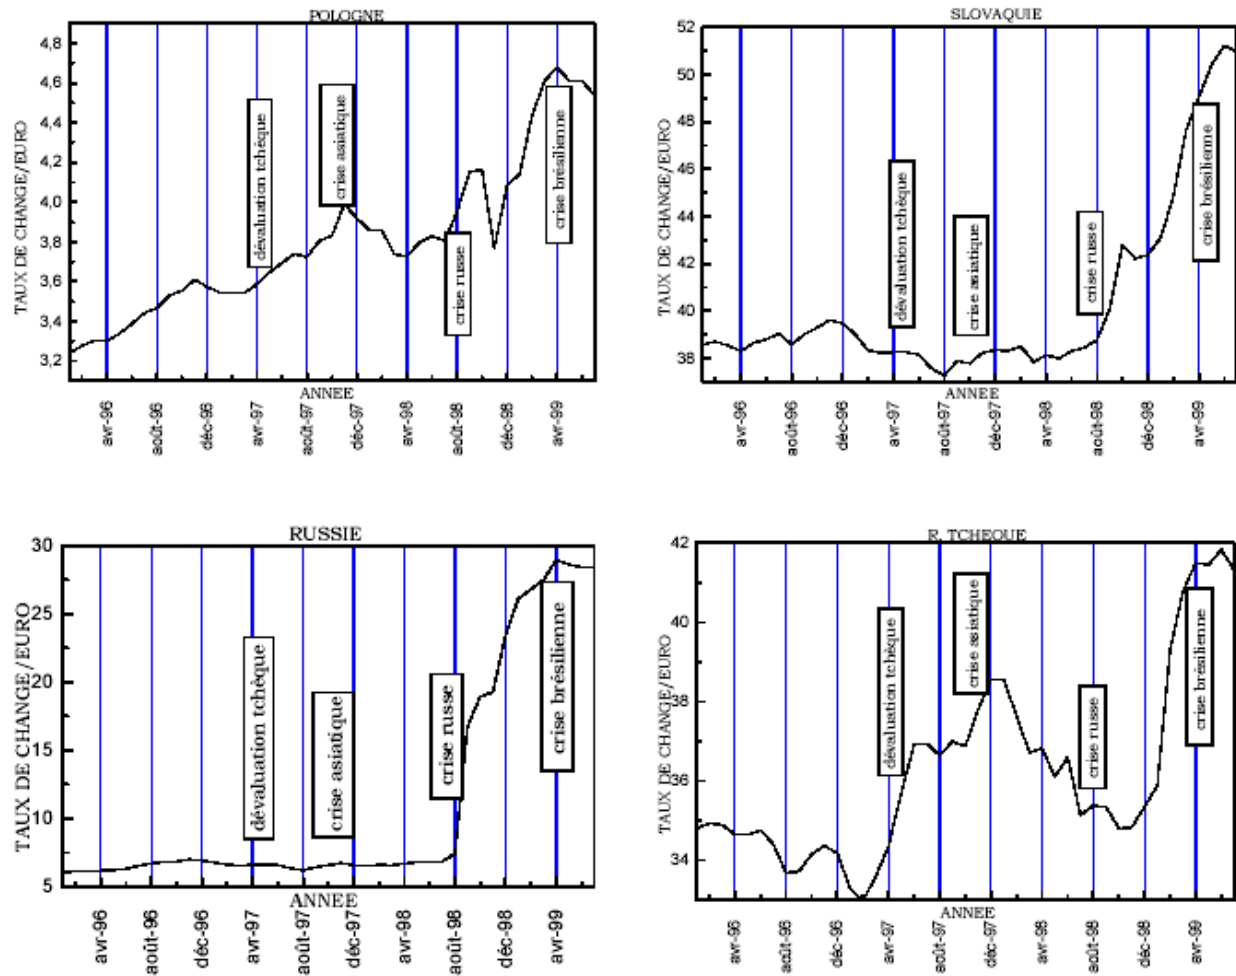 POLOGNE
TAUX DE CHANGE/EURO
4,8
4,6
4,4
4,2
4,0
3,8
3,6
3,4
3,2
dévaluation tchèque
crise asiatique
crise russe
crise brésilienne
ANNEE
avr-96
août-96
déc-96
avr-97
août-97
déc-97
avr-98
août-98
déc-98
avr-99
SLOVAQUIE
TAUX DE CHANGE/EURO
52
50
48
46
44
42
40
38
dévaluation tchèque
crise asiatique
crise russe
crise brésilienne
ANNEE
avr-96
août-96
déc-96
avr-97
août-97
déc-97
avr-98
août-98
déc-98
avr-99
RUSSIE
TAUX DE CHANGE/EURO
30
25
20
15
10
5
dévaluation tchèque
crise asiatique
crise russe
crise brésilienne
ANNEE
avr-96
août-96
déc-96
avr-97
août-97
déc-97
avr-98
août-98
déc-98
avr-99
R. TCHEQUE
TAUX DE CHANGE/EURO
42
40
38
36
34
dévaluation tchèque
crise asiatique
crise russe
crise brésilienne
ANNEE
avr-96
août-96
déc-96
avr-97
août-97
déc-97
avr-98
août-98
déc-98
avr-99